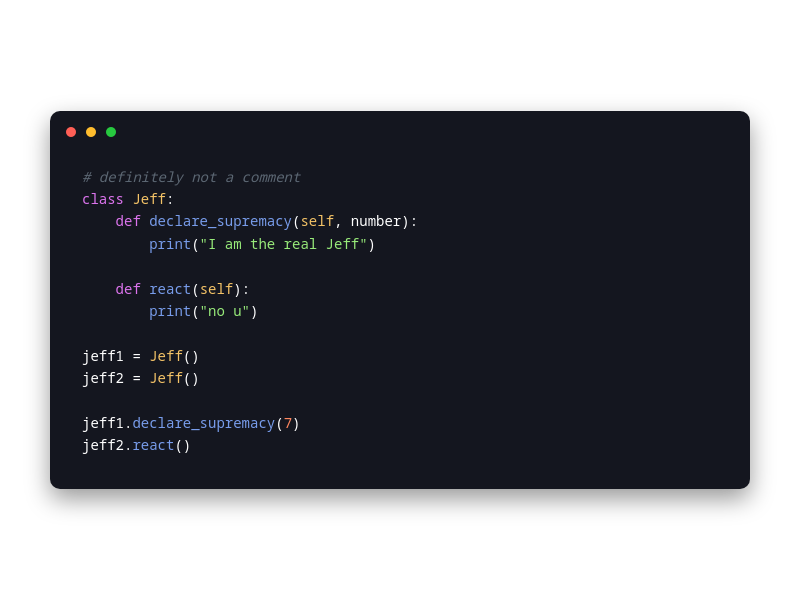 # definitely not a comment
class Jeff:
    def declare_supremacy(self, number):
        print("I am the real Jeff")

    def react(self):
        print("no u")

jeff1 = Jeff()
jeff2 = Jeff()

jeff1.declare_supremacy(7)
jeff2.react()